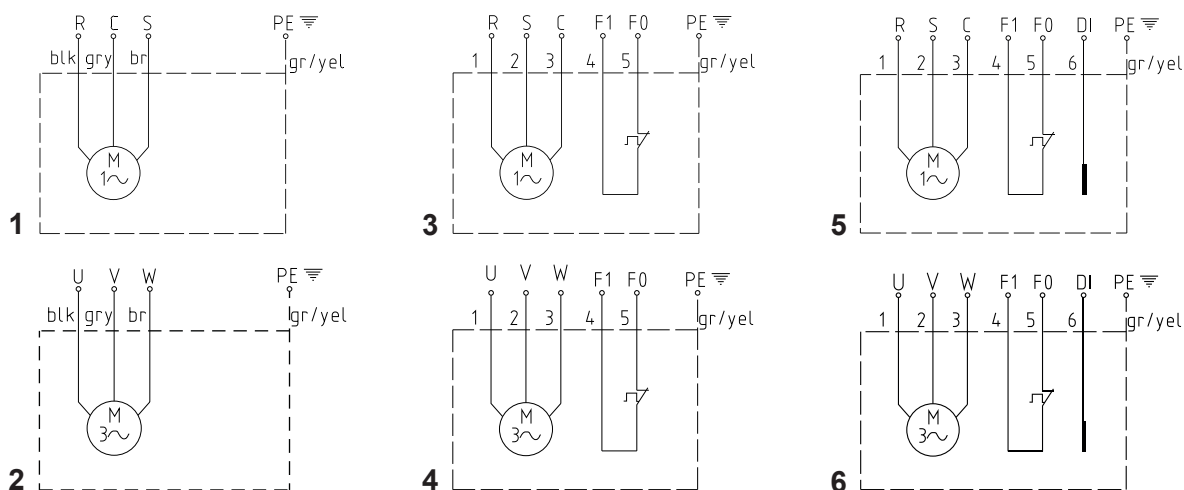 R C S PE
blk gry br gr/yel
M
1~
1
R S C F1 F0 PE
1 2 3 4 5 gr/yel
M
1~
3
R S C F1 F0 DI PE
1 2 3 4 5 6 gr/yel
M
1~
5
U V W PE
blk gry br gr/yel
M
3~
2
U V W F1 F0 PE
1 2 3 4 5 gr/yel
M
3~
4
U V W F1 F0 DI PE
1 2 3 4 5 6 gr/yel
M
3~
6